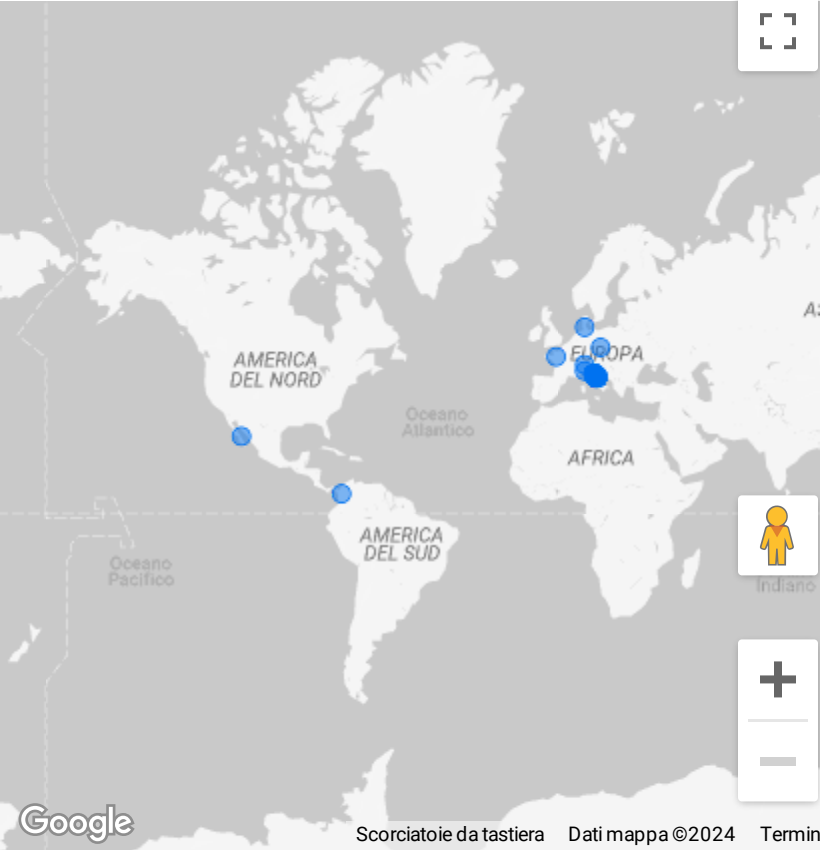 AMERICA
DEL NORD
EUROPA
Oceano
Atlantico
AFRICA
AMERICA
DEL SUD
Oceano
Pacifico
Indiano
Google
Scorciatoie da tastiera
Dati mappa ©2024
Termin